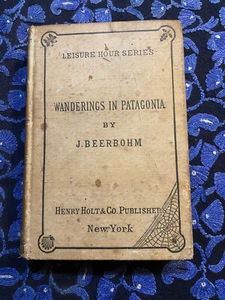 LEISURE HOUR SERIES
WANDERINGS IN PATAGONIA
BY
J. BEERBOHM
HENRY HOLT & CO. PUBLISHERS
New York